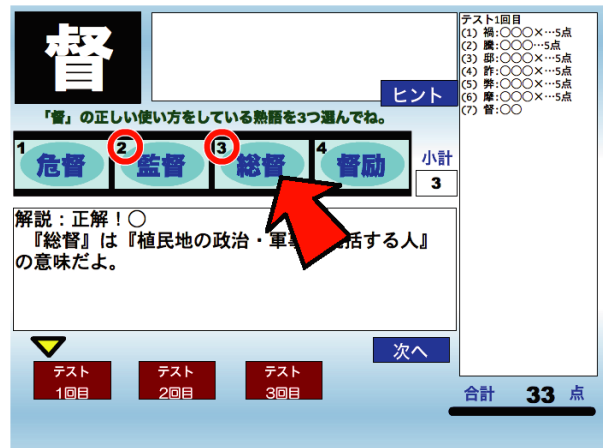 督
ヒント
「督」の正しい使い方をしている熟語を3つ選んでね。
1 危督
2 監督
3 総督
4 督励
小計
3
解説：正解！○
『総督』は『植民地の政治・軍 括する人』
の意味だよ。
次へ
テスト
1回目
テスト
2回目
テスト
3回目
テスト1回目
(1) 禍:○○○×…5点
(2) 騰:○○○…5点
(3) 邸:○○○×…5点
(4) 詐:○○○×…5点
(5) 弊:○○○×…5点
(6) 摩:○○○×…5点
(7) 督:○○
合計 33 点